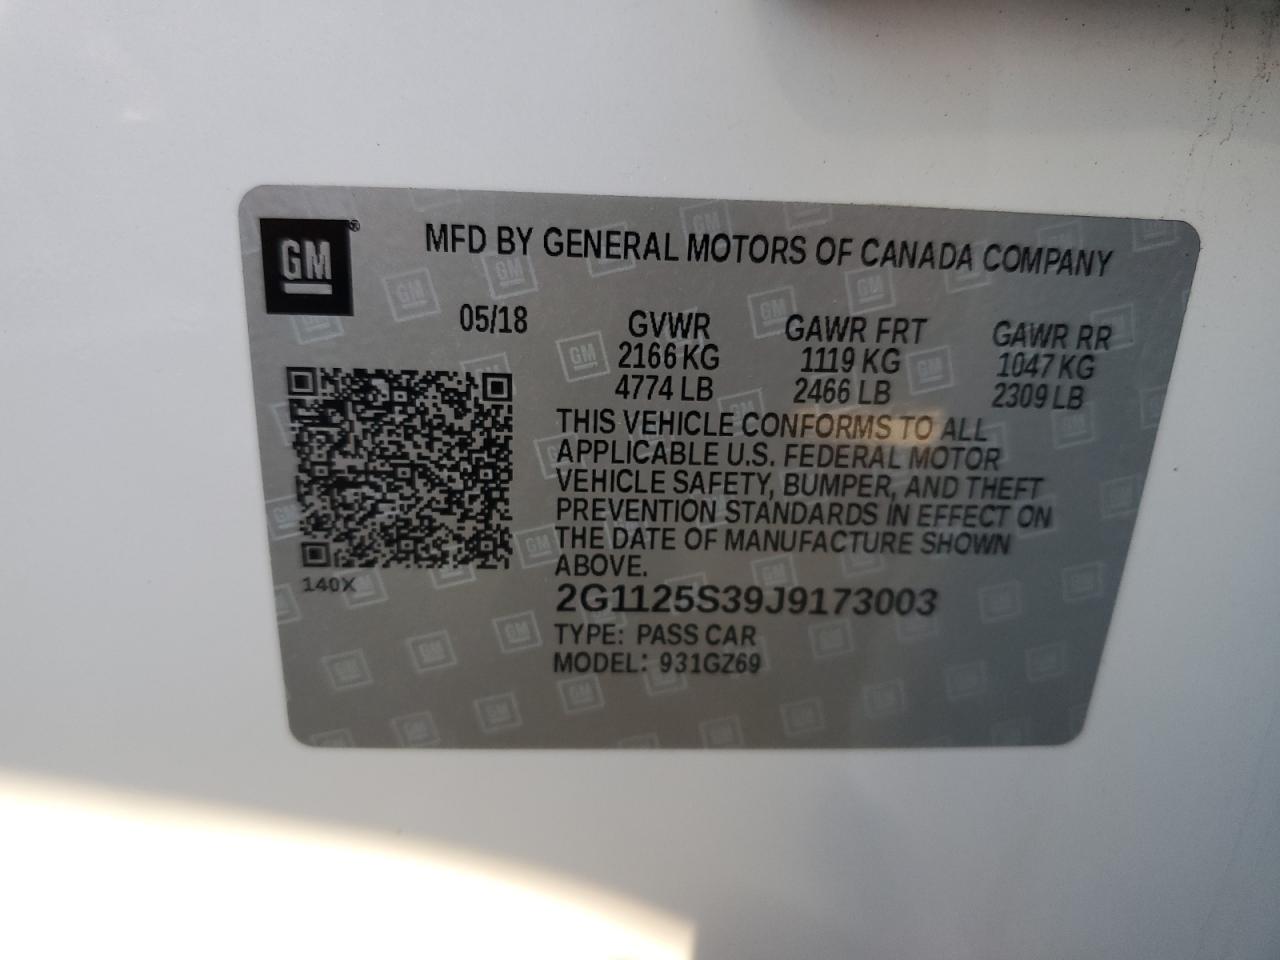 GM®
MFD BY GENERAL MOTORS OF CANADA COMPANY
05/18
GVWR GAWR FRT GAWR RR
2166 KG 1119 KG 1047 KG
4774 LB 2466 LB 2309 LB
THIS VEHICLE CONFORMS TO ALL
APPLICABLE U.S. FEDERAL MOTOR
VEHICLE SAFETY, BUMPER, AND THEFT
PREVENTION STANDARDS IN EFFECT ON
THE DATE OF MANUFACTURE SHOWN
ABOVE.
140X
2G1125S39J9173003
TYPE: PASS CAR
MODEL: 931GZ69